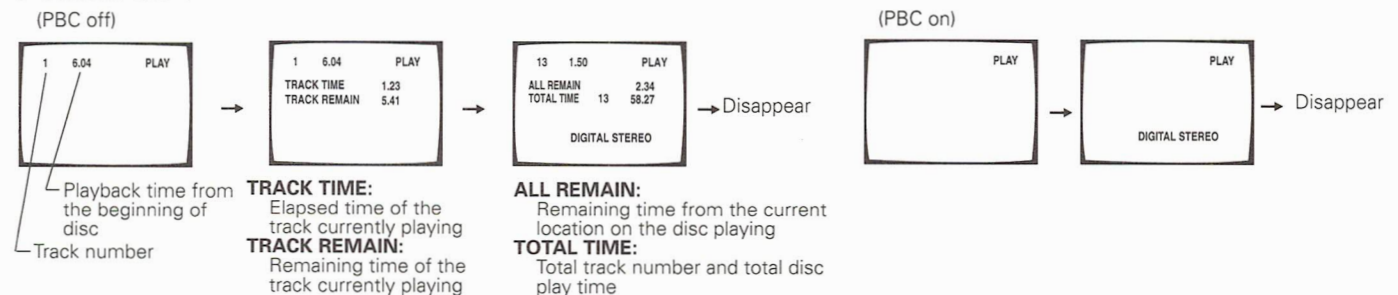 (PBC off)
1 6.04 PLAY
1 6.04 PLAY
TRACK TIME 1.23
TRACK REMAIN 5.41
13 1.50 PLAY
ALL REMAIN 2.34
TOTAL TIME 13 58.27
DIGITAL STEREO
Disappear
Playback time from
the beginning of
disc
Track number
TRACK TIME:
Elapsed time of the
track currently playing
TRACK REMAIN:
Remaining time of the
track currently playing
ALL REMAIN:
Remaining time from the current
location on the disc playing
TOTAL TIME:
Total track number and total disc
play time
(PBC on)
PLAY
PLAY
DIGITAL STEREO
Disappear